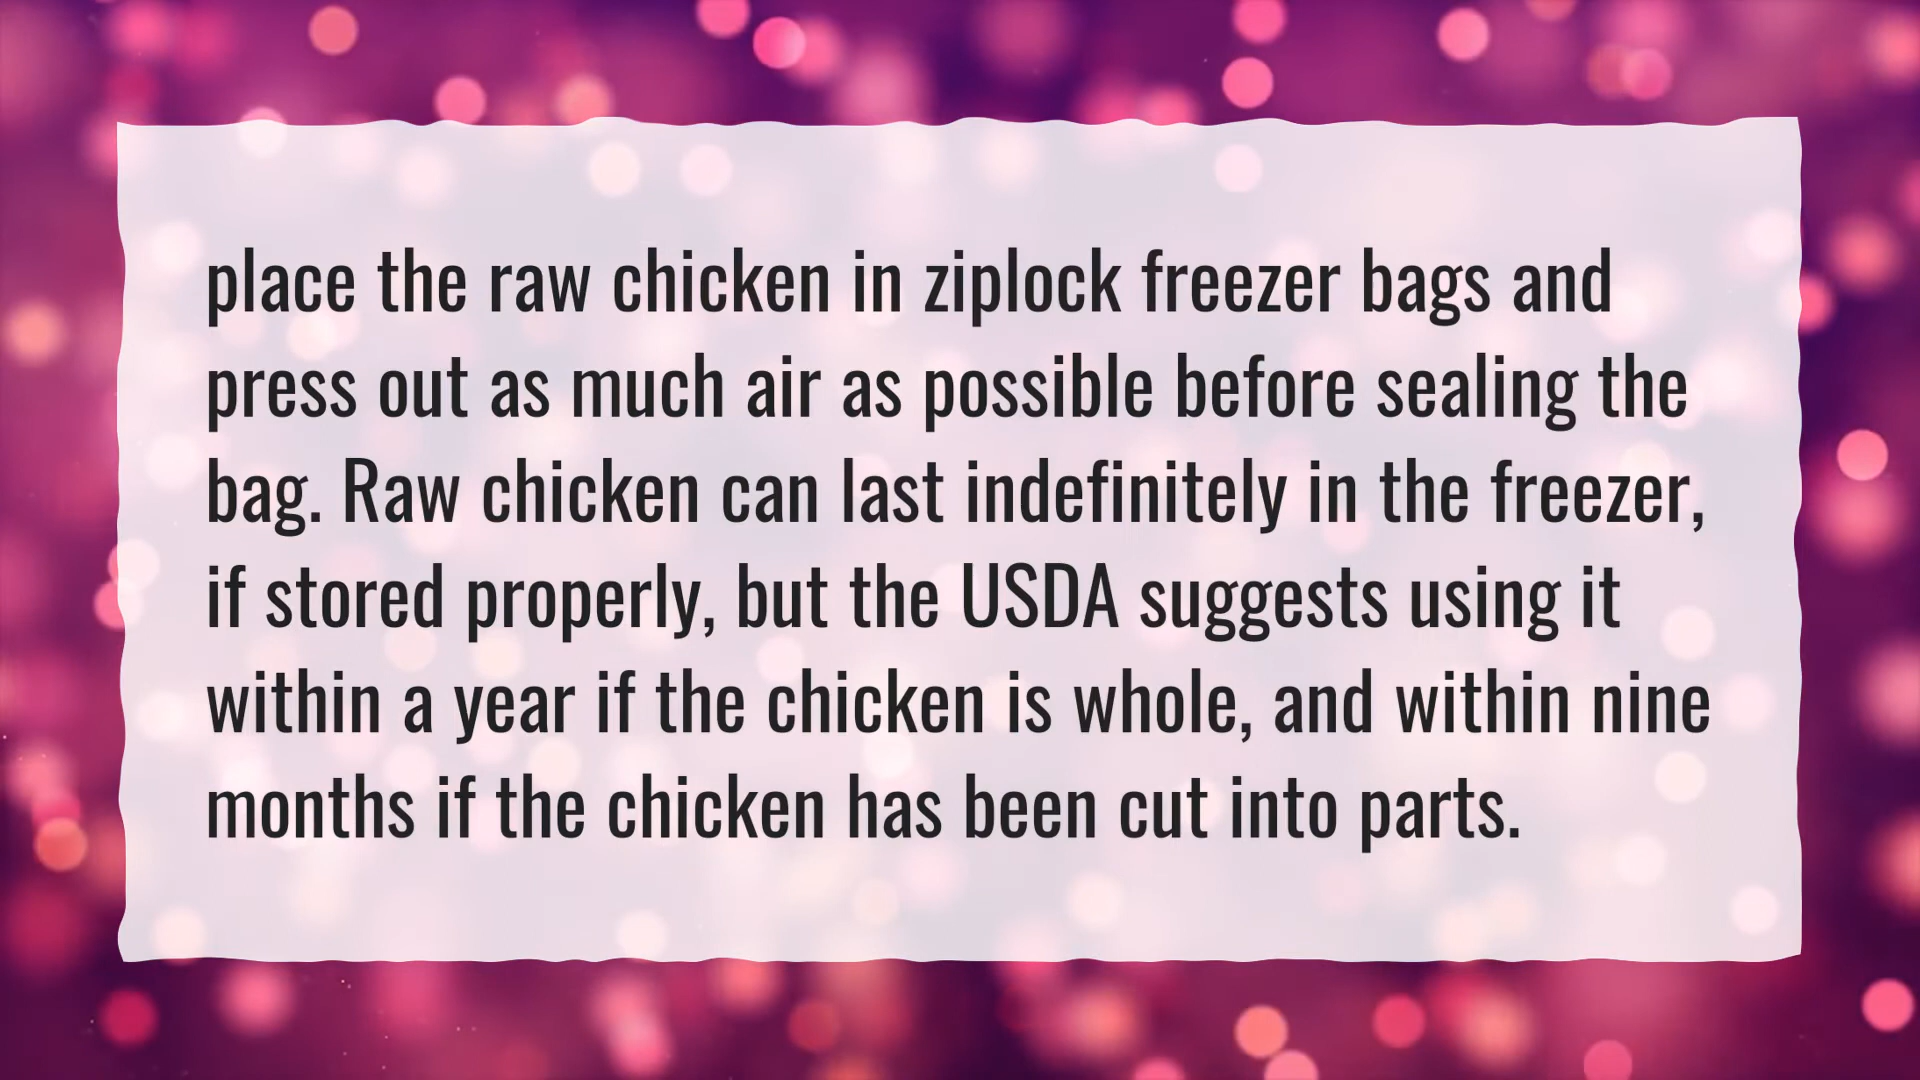 place the raw chicken in ziplock freezer bags and
press out as much air as possible before sealing the
bag. Raw chicken can last indefinitely in the freezer,
if stored properly, but the USDA suggests using it
within a year if the chicken is whole, and within nine
months if the chicken has been cut into parts.